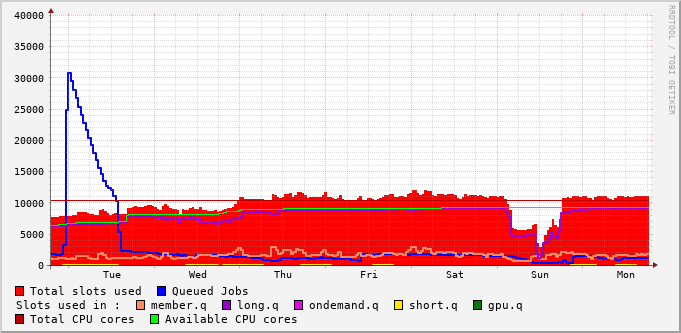 40000
35000
30000
25000
20000
15000
10000
5000
0
Tue Wed Thu Fri Sat Sun Mon
RRDTOOL / TOBI OETIKER
Total slots used Queued Jobs
Slots used in : member.q long.q ondemand.q short.q gpu.q
Total CPU cores Available CPU cores